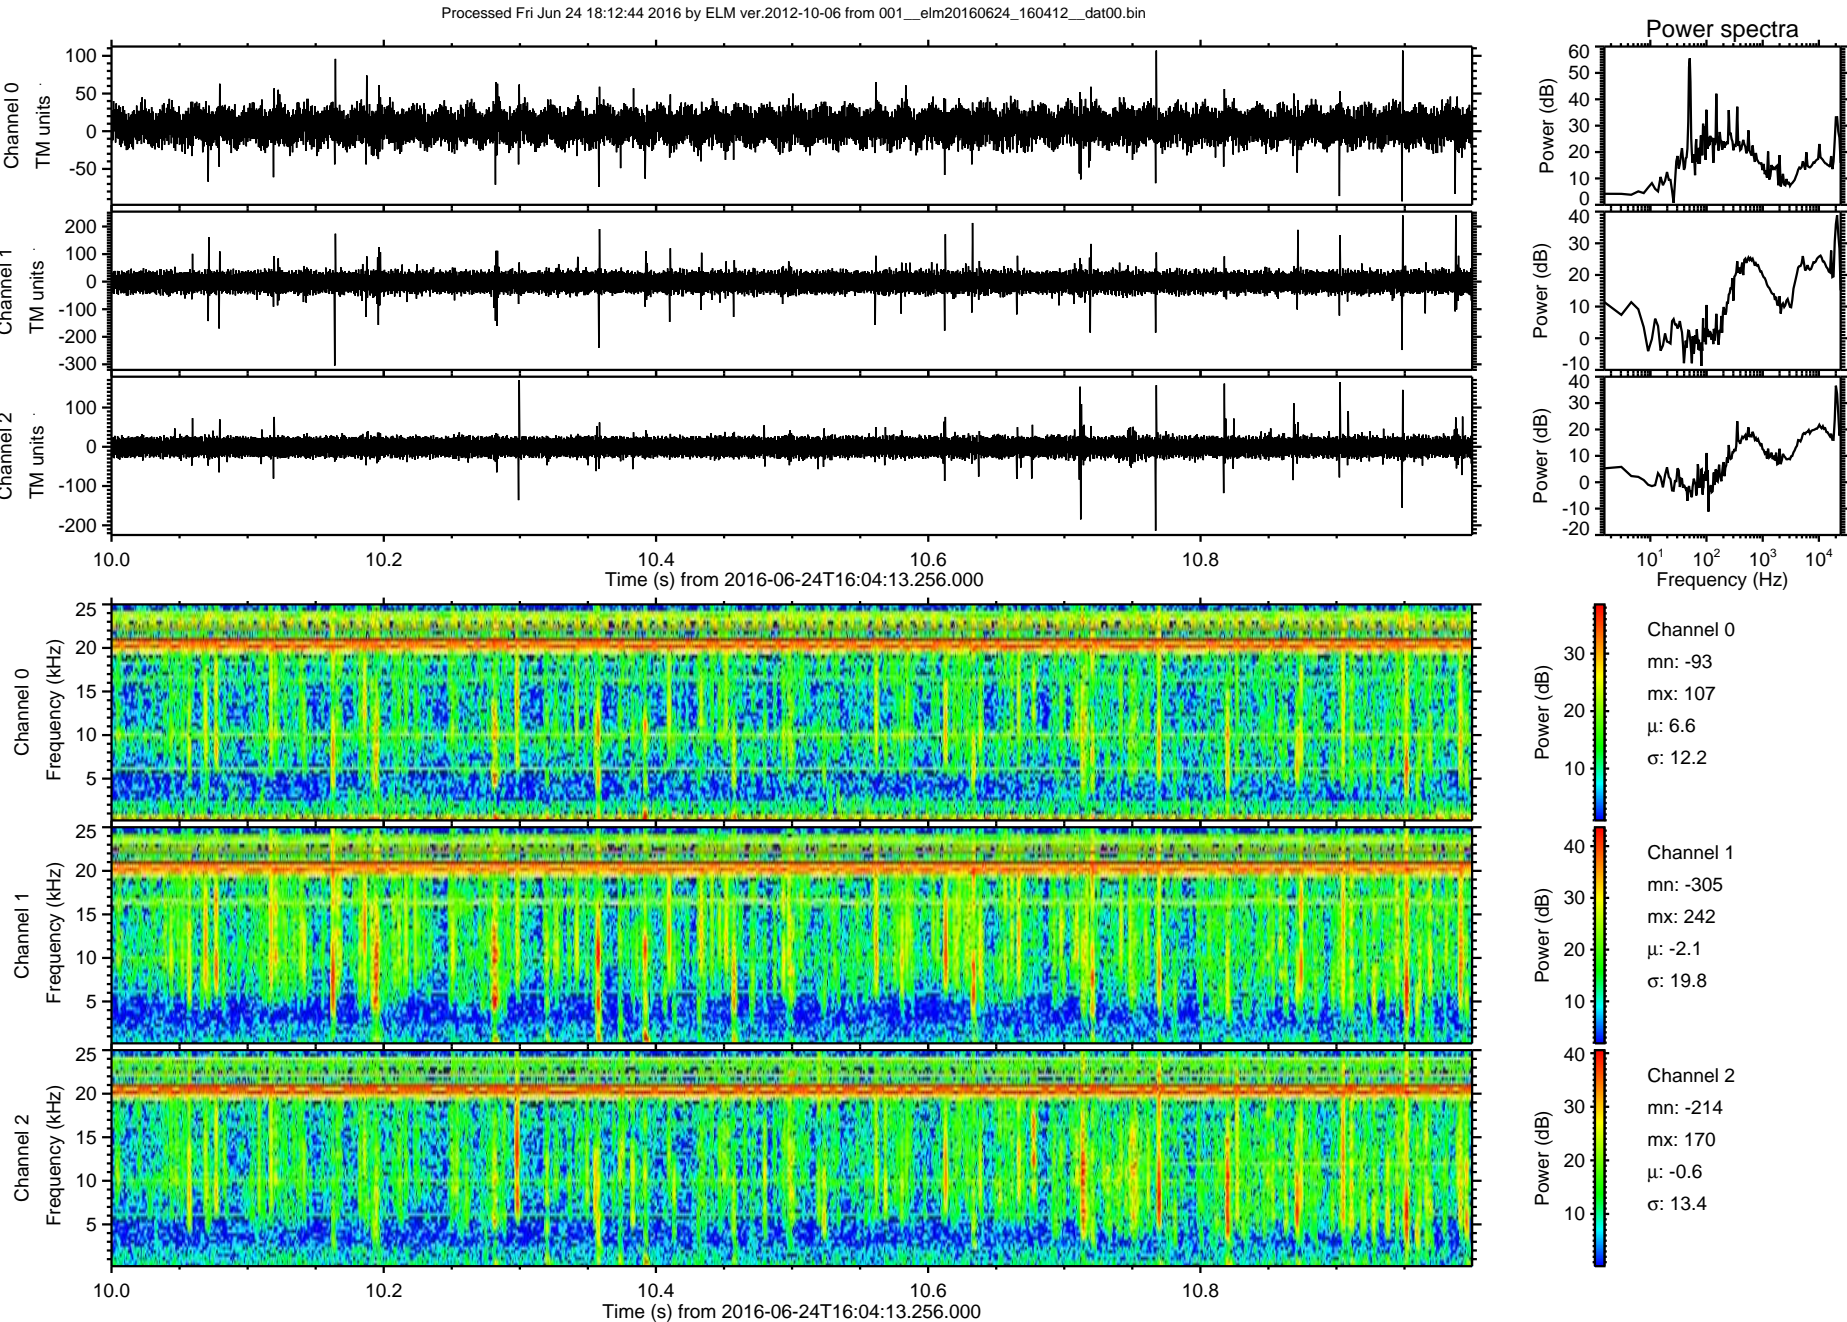 Processed Fri Jun 24 18:12:44 2016 by ELM ver.2012-10-06 from 001__elm20160624_160412__dat00.bin
Power spectra
Channel 0
TM units
100
50
0
-50
Power (dB)
60
50
40
30
20
10
0
Channel 1
TM units
200
100
0
-100
-200
-300
Power (dB)
40
30
20
10
0
-10
Channel 2
TM units
100
0
-100
-200
Power (dB)
40
30
20
10
0
-10
-20
10.0 10.2 10.4 10.6 10.8
Time (s) from 2016-06-24T16:04:13.256.000
10¹ 10² 10³ 10⁴
Frequency (Hz)
Channel 0
Frequency (kHz)
25
20
15
10
5
Power (dB)
30
20
10
Channel 0
mn: -93
mx: 107
μ: 6.6
σ: 12.2
Channel 1
Frequency (kHz)
25
20
15
10
5
Power (dB)
40
30
20
10
Channel 1
mn: -305
mx: 242
μ: -2.1
σ: 19.8
Channel 2
Frequency (kHz)
25
20
15
10
5
Power (dB)
40
30
20
10
Channel 2
mn: -214
mx: 170
μ: -0.6
σ: 13.4
10.0 10.2 10.4 10.6 10.8
Time (s) from 2016-06-24T16:04:13.256.000